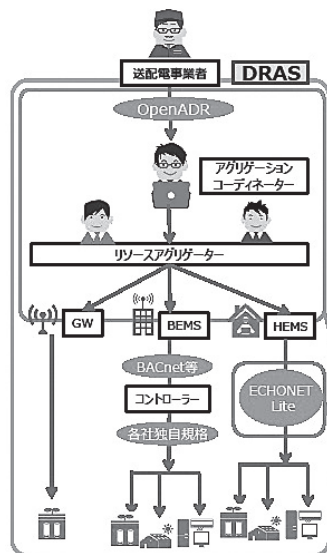 送配電事業者
DRAS
OpenADR
アグリゲーション
コーディネーター
リソースアグリゲーター
GW
BEMS
HEMS
BACnet等
ECHONET
Lite
コントローラー
各社独自規格